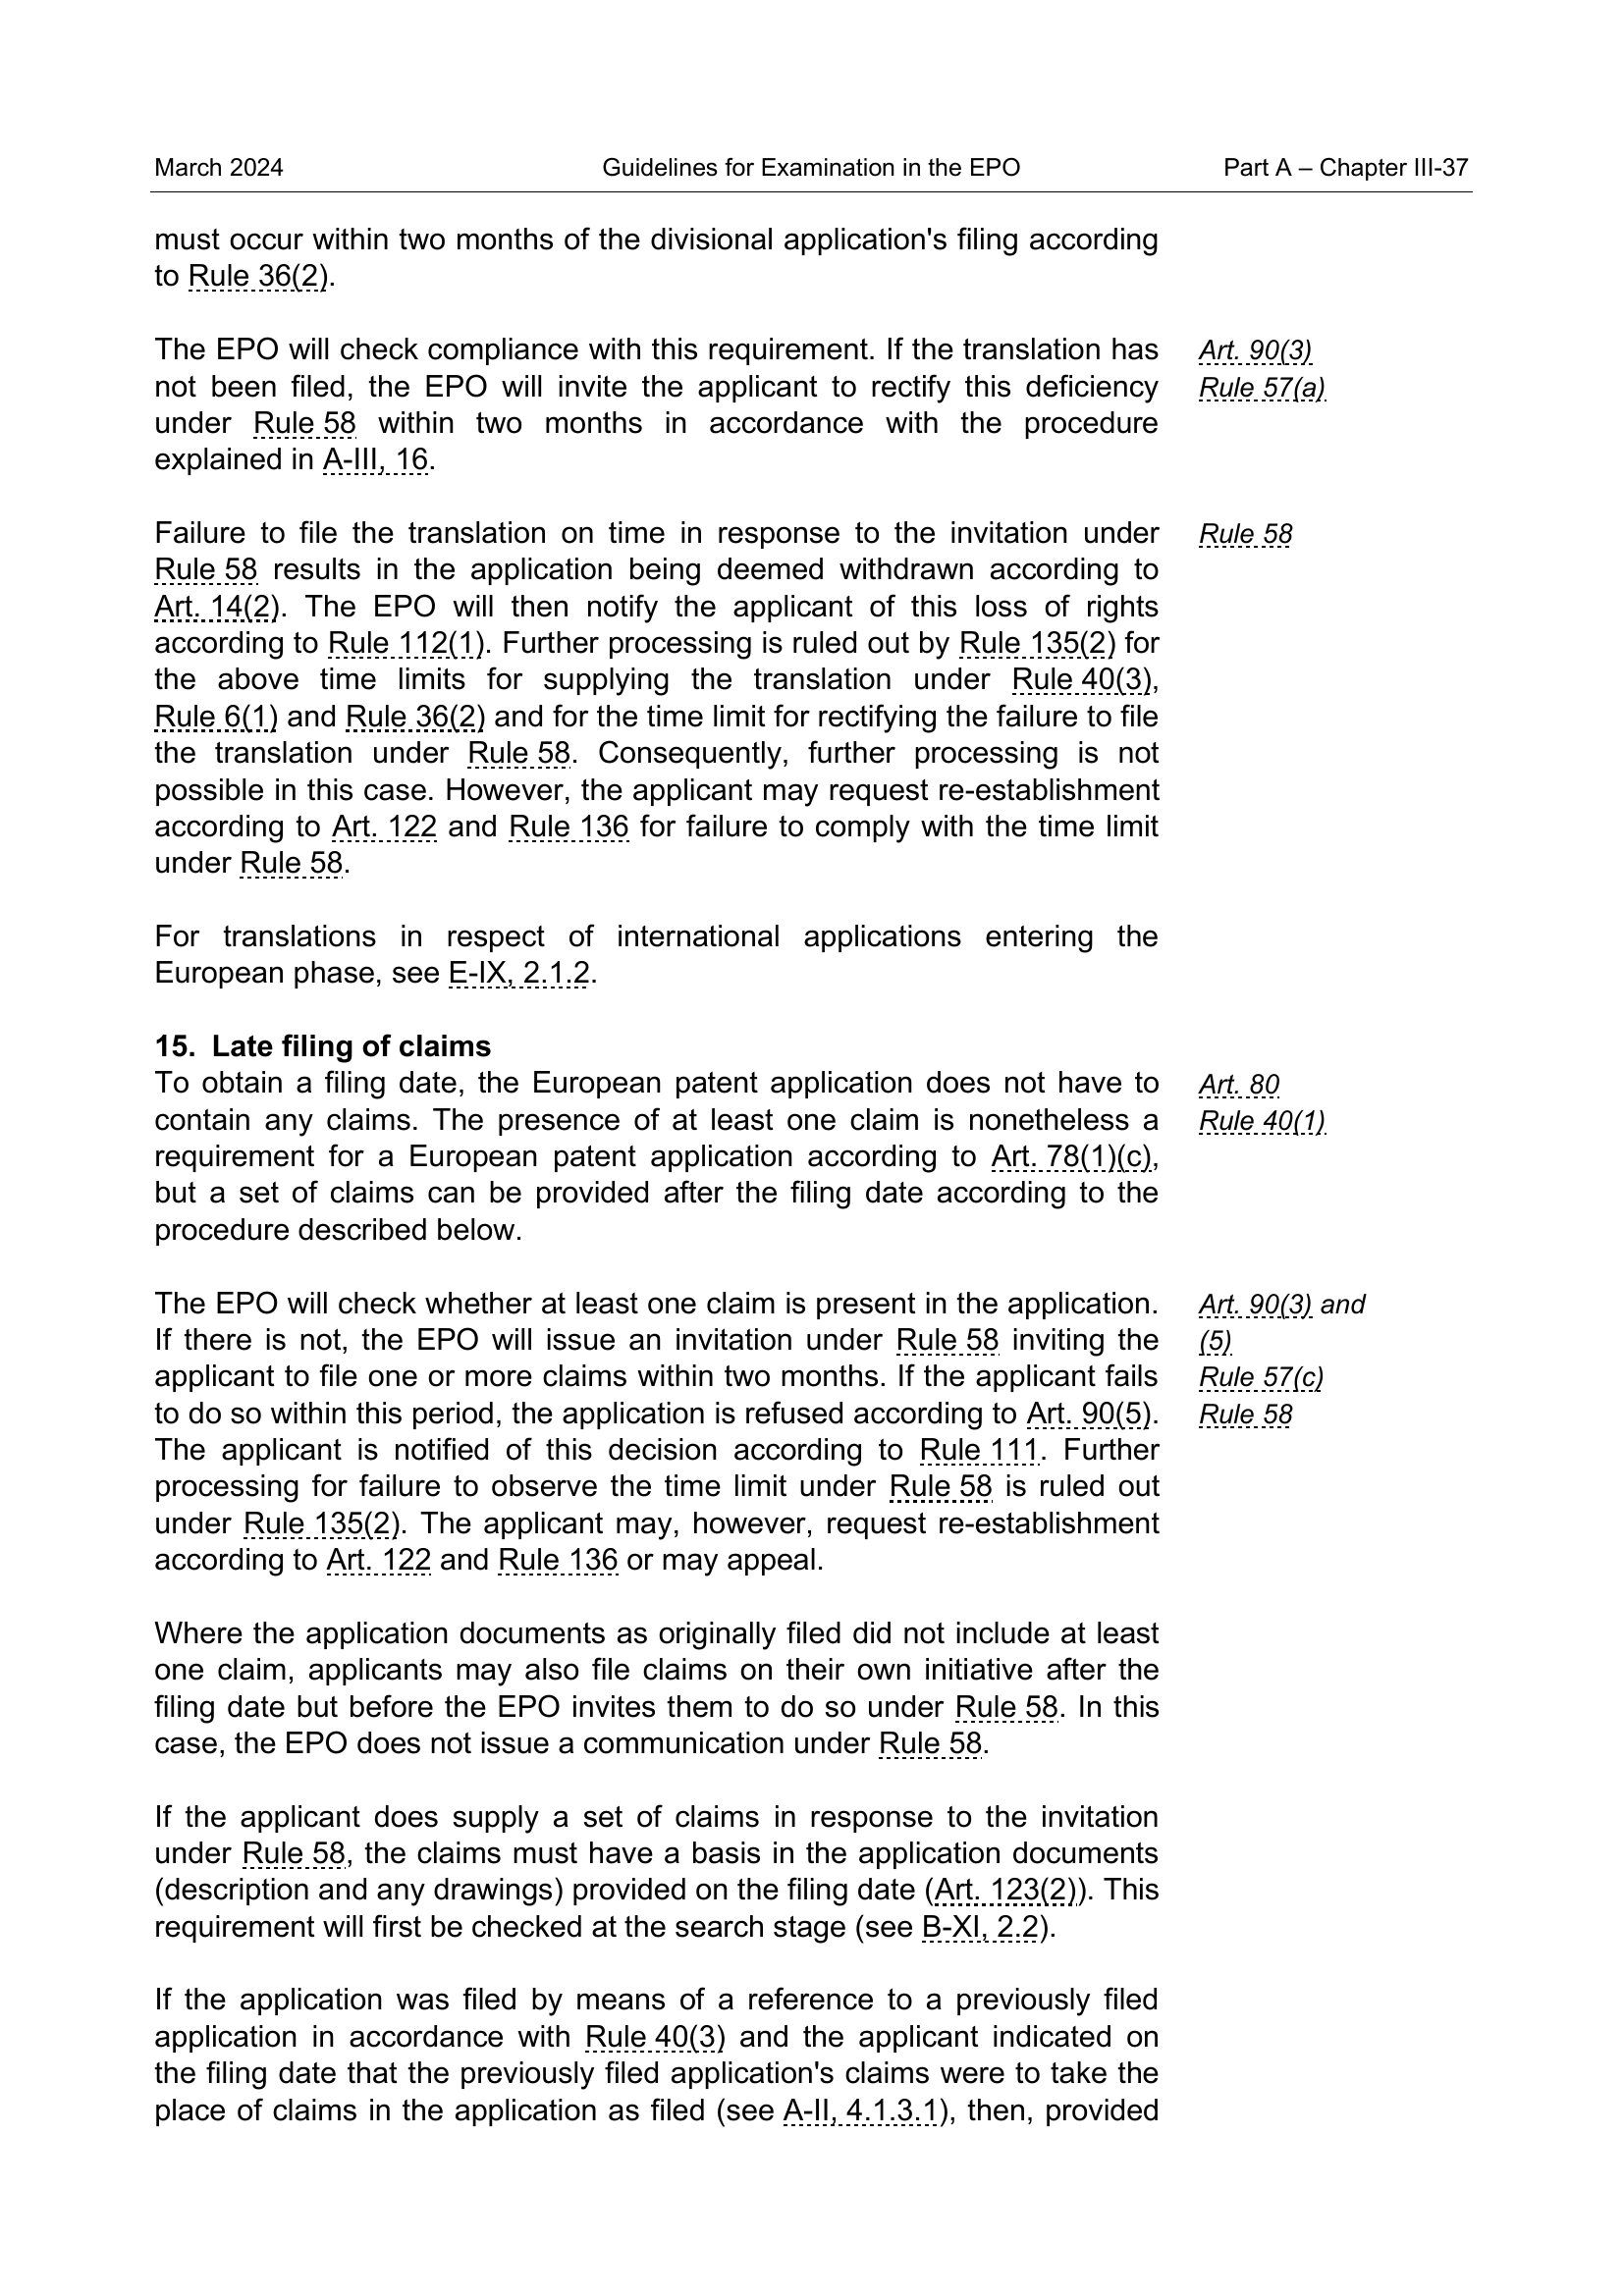 March 2024 Guidelines for Examination in the EPO Part A – Chapter III-37
must occur within two months of the divisional application's filing according
to Rule 36(2).
The EPO will check compliance with this requirement. If the translation has
not been filed, the EPO will invite the applicant to rectify this deficiency
under Rule 58 within two months in accordance with the procedure
explained in A-III, 16.
Art. 90(3)
Rule 57(a)
Failure to file the translation on time in response to the invitation under
Rule 58 results in the application being deemed withdrawn according to
Art. 14(2). The EPO will then notify the applicant of this loss of rights
according to Rule 112(1). Further processing is ruled out by Rule 135(2) for
the above time limits for supplying the translation under Rule 40(3),
Rule 6(1) and Rule 36(2) and for the time limit for rectifying the failure to file
the translation under Rule 58. Consequently, further processing is not
possible in this case. However, the applicant may request re-establishment
according to Art. 122 and Rule 136 for failure to comply with the time limit
under Rule 58.
Rule 58
For translations in respect of international applications entering the
European phase, see E-IX, 2.1.2.
15. Late filing of claims
To obtain a filing date, the European patent application does not have to
contain any claims. The presence of at least one claim is nonetheless a
requirement for a European patent application according to Art. 78(1)(c),
but a set of claims can be provided after the filing date according to the
procedure described below.
Art. 80
Rule 40(1)
The EPO will check whether at least one claim is present in the application.
If there is not, the EPO will issue an invitation under Rule 58 inviting the
applicant to file one or more claims within two months. If the applicant fails
to do so within this period, the application is refused according to Art. 90(5).
The applicant is notified of this decision according to Rule 111. Further
processing for failure to observe the time limit under Rule 58 is ruled out
under Rule 135(2). The applicant may, however, request re-establishment
according to Art. 122 and Rule 136 or may appeal.
Art. 90(3) and
(5)
Rule 57(c)
Rule 58
Where the application documents as originally filed did not include at least
one claim, applicants may also file claims on their own initiative after the
filing date but before the EPO invites them to do so under Rule 58. In this
case, the EPO does not issue a communication under Rule 58.
If the applicant does supply a set of claims in response to the invitation
under Rule 58, the claims must have a basis in the application documents
(description and any drawings) provided on the filing date (Art. 123(2)). This
requirement will first be checked at the search stage (see B-XI, 2.2).
If the application was filed by means of a reference to a previously filed
application in accordance with Rule 40(3) and the applicant indicated on
the filing date that the previously filed application's claims were to take the
place of claims in the application as filed (see A-II, 4.1.3.1), then, provided